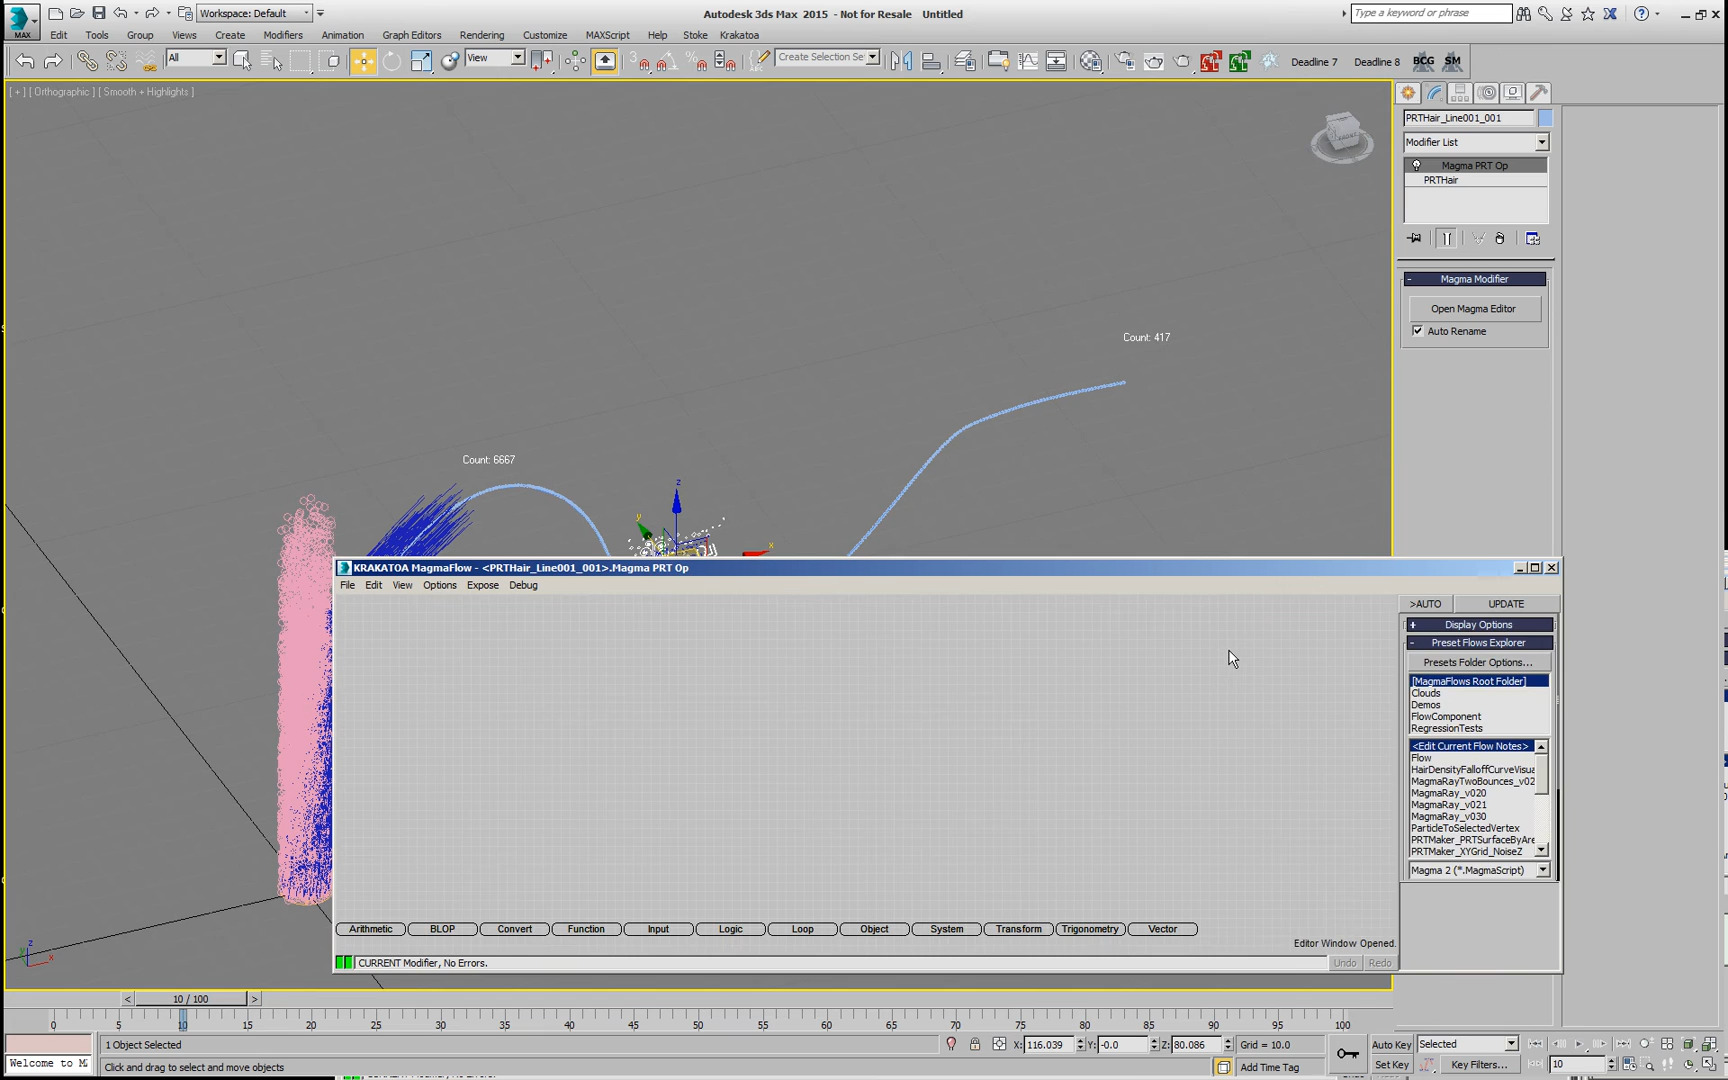 Workspace: Default
Autodesk 3ds Max 2015 - Not for Resale Untitled
Type a keyword or phrase
MAX
Edit Tools Group Views Create Modifiers Animation Graph Editors Rendering Customize MAXScript Help Stoke Krakatoa
All
View
Create Selection Se
Deadline 7
Deadline 8
BCG
SM
[ + ] [ Orthographic ] [ Smooth + Highlights ]
PRTHair_Line001_001
Modifier List
Magma PRT Op
PRTHair
- Magma Modifier
Open Magma Editor
Auto Rename
Count: 417
Count: 6667
z
y
x
KRAKATOA MagmaFlow - <PRTHair_Line001_001>.Magma PRT Op
File Edit View Options Expose Debug
>AUTO
UPDATE
+ Display Options
- Preset Flows Explorer
Presets Folder Options...
[MagmaFlows Root Folder]
Clouds
Demos
FlowComponent
RegressionTests
<Edit Current Flow Notes>
Flow
HairDensityFalloffCurveVisua
MagmaRayTwoBounces_v02
MagmaRay_v020
MagmaRay_v021
MagmaRay_v030
ParticleToSelectedVertex
PRTMaker_PRTSurfaceByAre
PRTMaker_XYGrid_NoiseZ
Magma 2 (*.MagmaScript)
Arithmetic BLOP Convert Function Input Logic Loop Object System Transform Trigonometry Vector
Editor Window Opened.
CURRENT Modifier, No Errors.
Undo Redo
z
x
< 10 / 100 >
0 5 10 15 20 25 30 35 40 45 50 55 60 65 70 75 80 85 90 95 100
1 Object Selected
X: 116.039 Y: -0.0 Z: 80.086 Grid = 10.0
Auto Key Selected
Welcome to M
Click and drag to select and move objects
Add Time Tag
Set Key Key Filters... 10